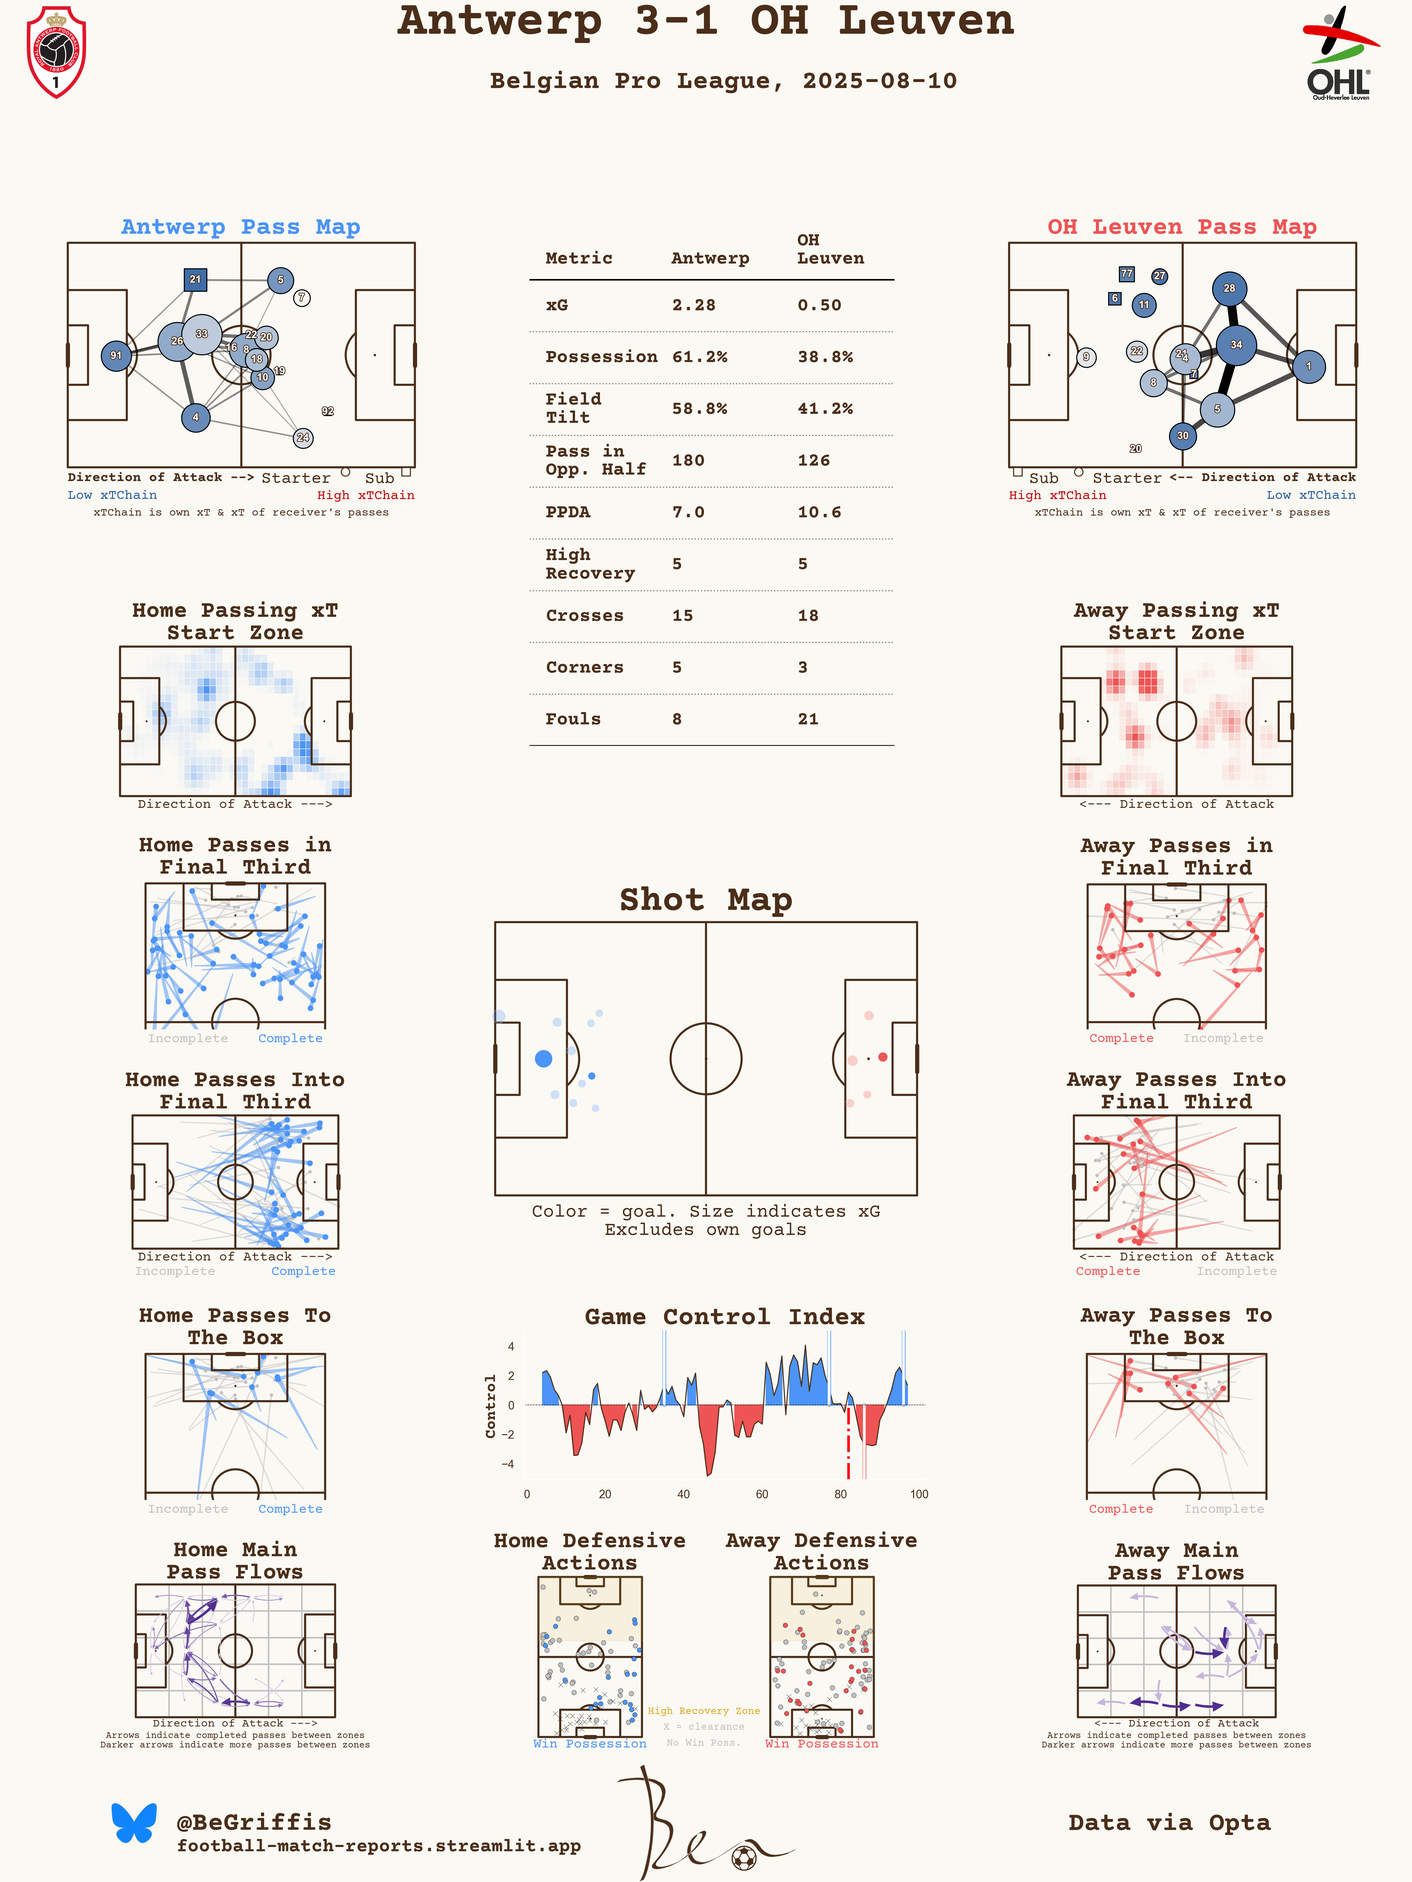 Antwerp 3-1 OH Leuven
Belgian Pro League, 2025-08-10
1
OHL®
Oud-Heverlee Leuven
Antwerp Pass Map
21
5
7
33
26
22
20
16
8
18
91
10
19
4
92
24
Direction of Attack --> Starter Sub
Low xTChain High xTChain
xTChain is own xT & xT of receiver's passes
Metric Antwerp OH Leuven
xG 2.28 0.50
Possession 61.2% 38.8%
Field Tilt 58.8% 41.2%
Pass in Opp. Half 180 126
PPDA 7.0 10.6
High Recovery 5 5
Crosses 15 18
Corners 5 3
Fouls 8 21
OH Leuven Pass Map
77
27
6
11
28
34
22
9
4
7
1
8
5
30
20
Sub Starter <-- Direction of Attack
High xTChain Low xTChain
xTChain is own xT & xT of receiver's passes
Home Passing xT
Start Zone
Direction of Attack --->
Away Passing xT
Start Zone
<--- Direction of Attack
Home Passes in
Final Third
Incomplete Complete
Away Passes in
Final Third
Complete Incomplete
Shot Map
Color = goal. Size indicates xG
Excludes own goals
Home Passes Into
Final Third
Direction of Attack --->
Incomplete Complete
Away Passes Into
Final Third
<--- Direction of Attack
Complete Incomplete
Home Passes To
The Box
Incomplete Complete
Game Control Index
Control
4
2
0
−2
−4
0 20 40 60 80 100
Away Passes To
The Box
Complete Incomplete
Home Main
Pass Flows
Direction of Attack --->
Arrows indicate completed passes between zones
Darker arrows indicate more passes between zones
Home Defensive
Actions
Win Possession
High Recovery Zone
X = clearance
No Win Poss.
Away Defensive
Actions
Win Possession
Away Main
Pass Flows
<--- Direction of Attack
Arrows indicate completed passes between zones
Darker arrows indicate more passes between zones
@BeGriffis
football-match-reports.streamlit.app
Ben
Data via Opta